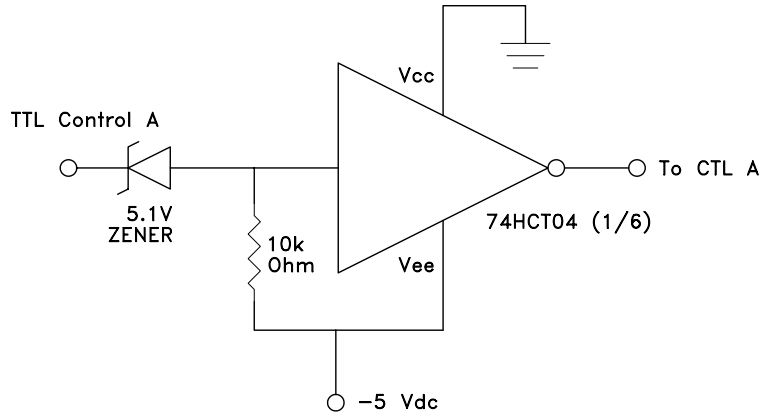 Vcc
TTL Control A
To CTL A
5.1V
ZENER
74HCT04 (1/6)
10k
Ohm
Vee
-5 Vdc